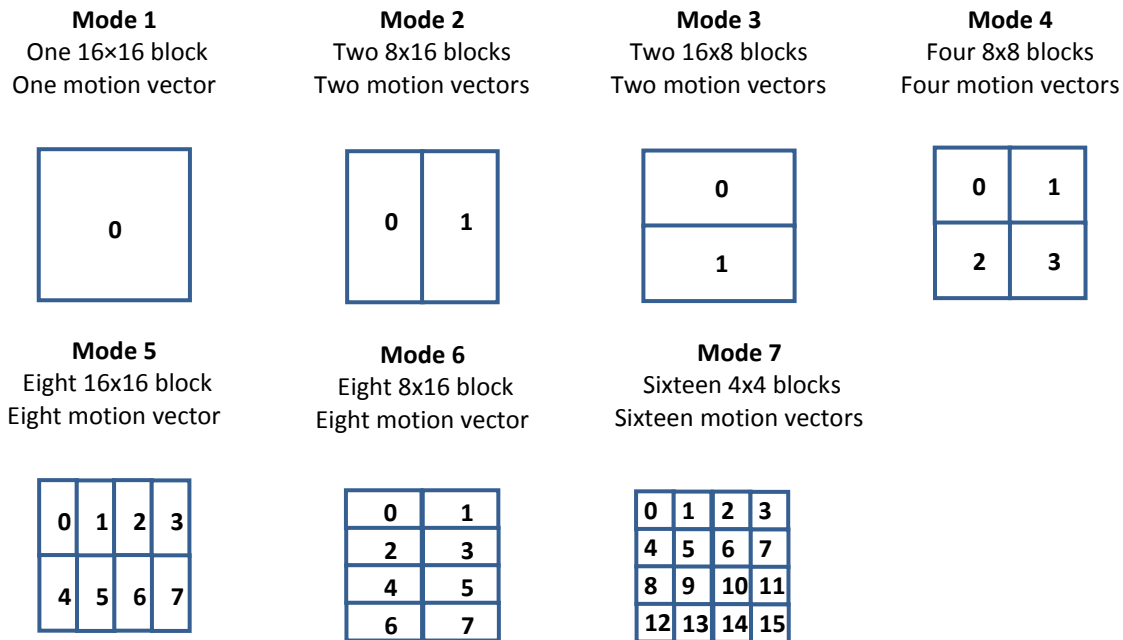 Mode 1
One 16×16 block
One motion vector
Mode 2
Two 8x16 blocks
Two motion vectors
Mode 3
Two 16x8 blocks
Two motion vectors
Mode 4
Four 8x8 blocks
Four motion vectors
0
0 1
0
1
0 1
2 3
Mode 5
Eight 16x16 block
Eight motion vector
Mode 6
Eight 8x16 block
Eight motion vector
Mode 7
Sixteen 4x4 blocks
Sixteen motion vectors
0 1 2 3
4 5 6 7
0 1
2 3
4 5
6 7
0 1 2 3
4 5 6 7
8 9 10 11
12 13 14 15